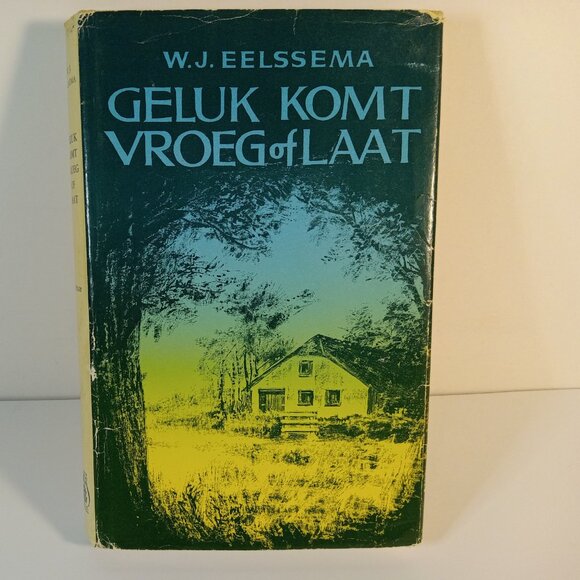 W.J. EELSSEMA
GELUK KOMT
VROEG of LAAT